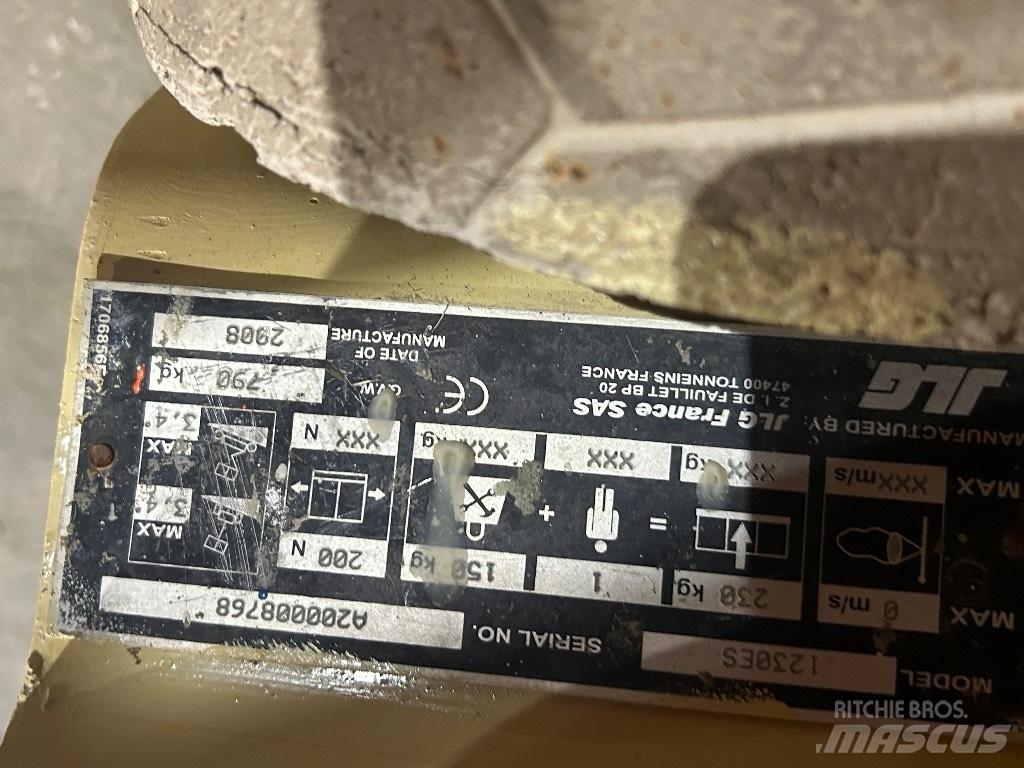 MODEL 1230ES
SERIAL NO. A200008768
MAX 0 m/s
230 kg = 1 + 150 kg
200 N
MAX 3.4°
MAX XXX m/s
XXX kg XXX XXX kg
XXX N
MAX 3.4°
MANUFACTURED BY JLG
JLG France SAS
Z.I. DE FAUILLET BP 20
47400 TONNEINS FRANCE
CE
G.V.W. 790 kg
DATE OF MANUFACTURE 2008
RITCHIE BROS.
MASCUS